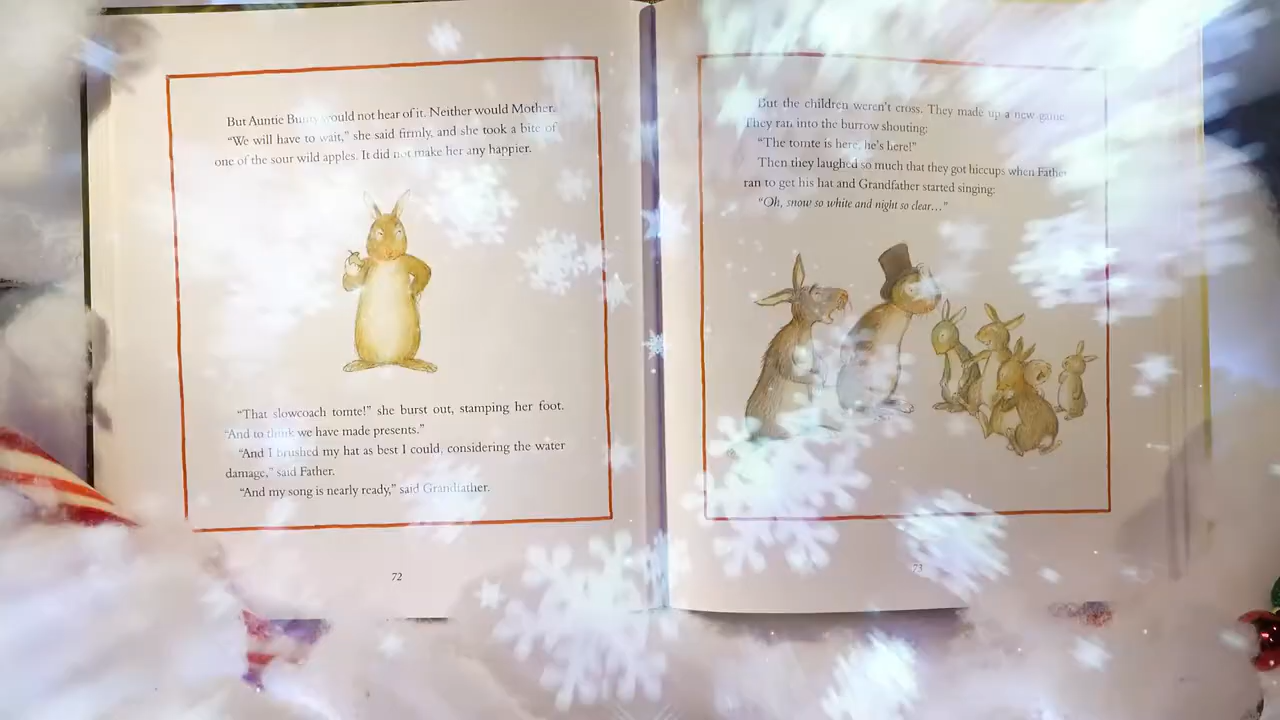 But Auntie Bunny would not hear of it. Neither would Mother.
“We will have to wait,” she said firmly, and she took a bite of
one of the sour wild apples. It did not make her any happier.
“That slowcoach tomte!” she burst out, stamping her foot.
“And to think we have made presents.”
“And I brushed my hat as best I could, considering the water
damage,” said Father.
“And my song is nearly ready,” said Grandfather.
72
But the children weren’t cross. They made up a new game.
They ran into the burrow shouting:
“The tomte is here, he’s here!”
Then they laughed so much that they got hiccups when Father
ran to get his hat and Grandfather started singing:
“Oh, snow so white and night so clear…”
73